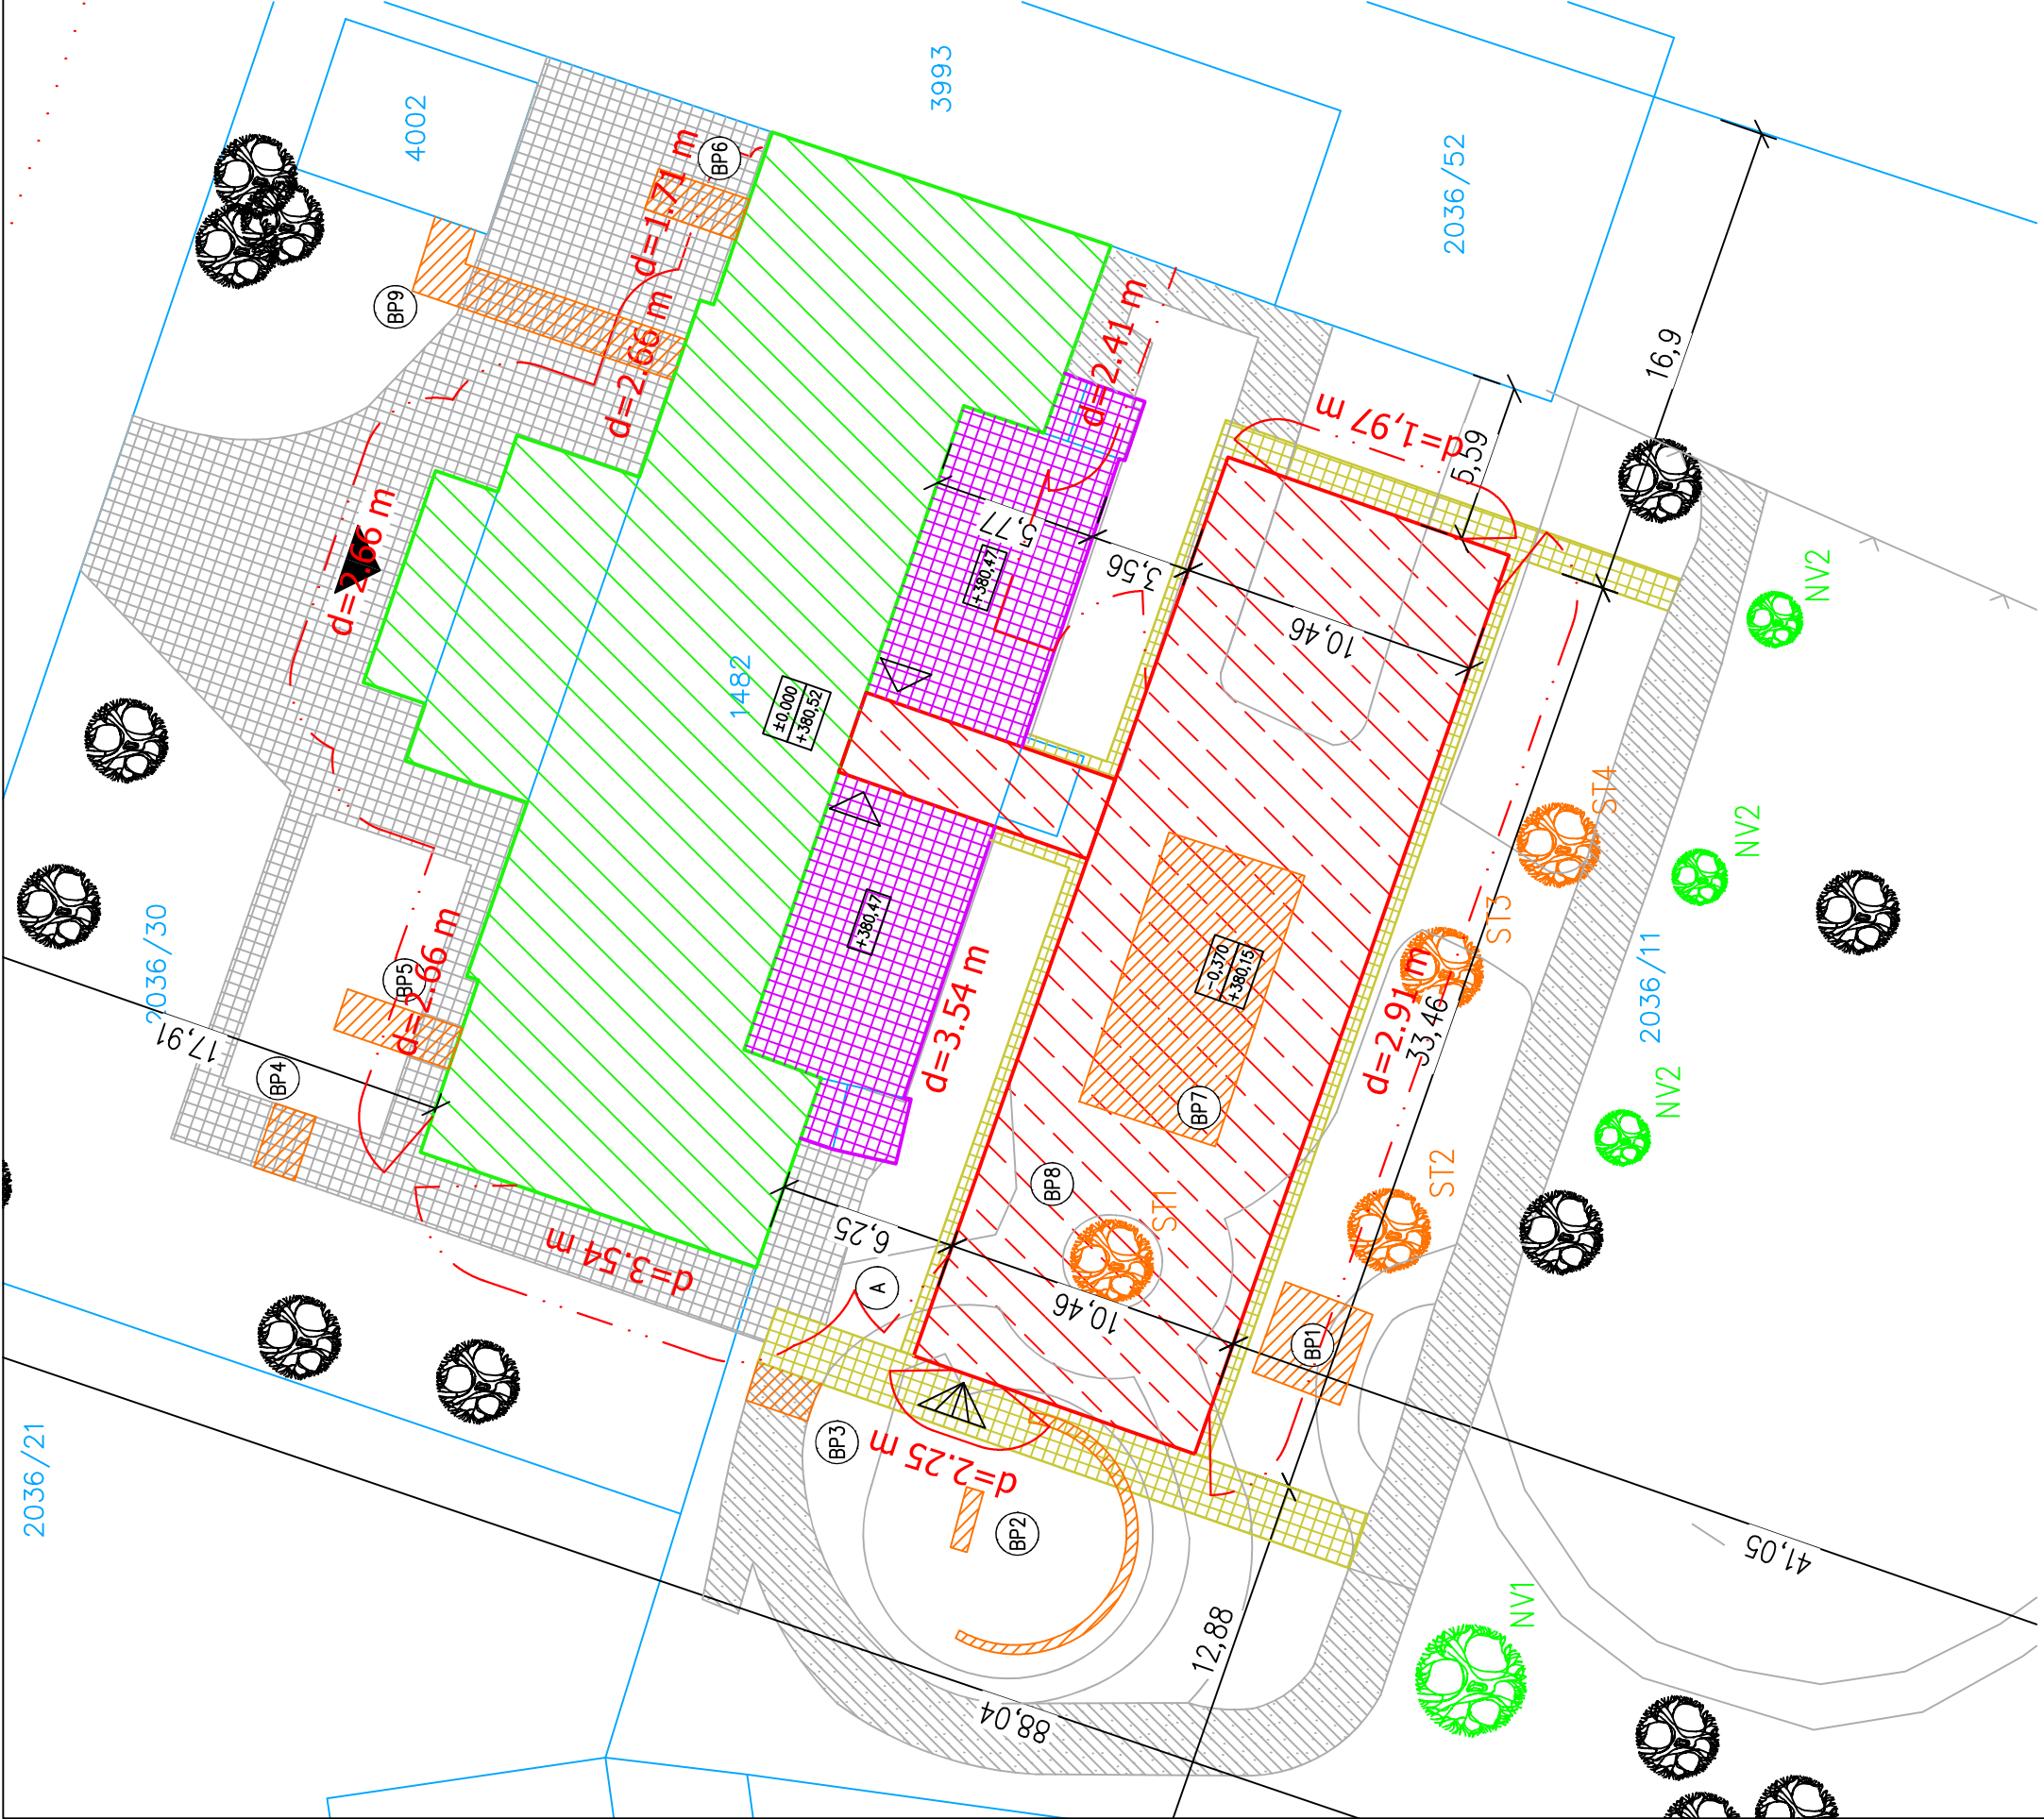 4002
3993
2036/52
BP6
d=1.71 m
BP9
d=2.66 m
d=2.41 m
16,9
d=1,97 m
5,59
d=2.66 m
5,77
+380,47
3,56
10,46
NV2
1482
±0,000
+380,52
ST4
NV2
2036/30
BP5
d=2.66 m
+380,47
d=3.54 m
-0,370
+380,15
ST3
d=2.91 m
33,46
2036/11
17,91
BP4
BP7
NV2
BP8
ST1
ST2
6,25
d=3.54 m
A
10,46
BP1
2036/21
BP3
d=2.25 m
BP2
41,05
NV1
12,88
88,04